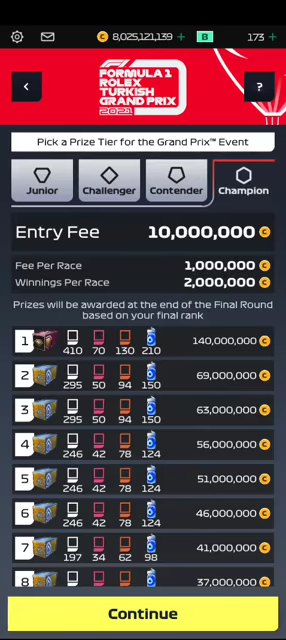 8,025,121,139 + B 173 +
FORMULA 1
ROLEX
TURKISH
GRAND PRIX
2021
?
Pick a Prize Tier for the Grand Prix™ Event
Junior Challenger Contender Champion
Entry Fee 10,000,000
Fee Per Race 1,000,000
Winnings Per Race 2,000,000
Prizes will be awarded at the end of the Final Round
based on your final rank
1 410 70 130 210 140,000,000
2 295 50 94 150 69,000,000
3 295 50 94 150 63,000,000
4 246 42 78 124 56,000,000
5 246 42 78 124 51,000,000
6 246 42 78 124 46,000,000
7 197 34 62 98 41,000,000
8 37,000,000
Continue